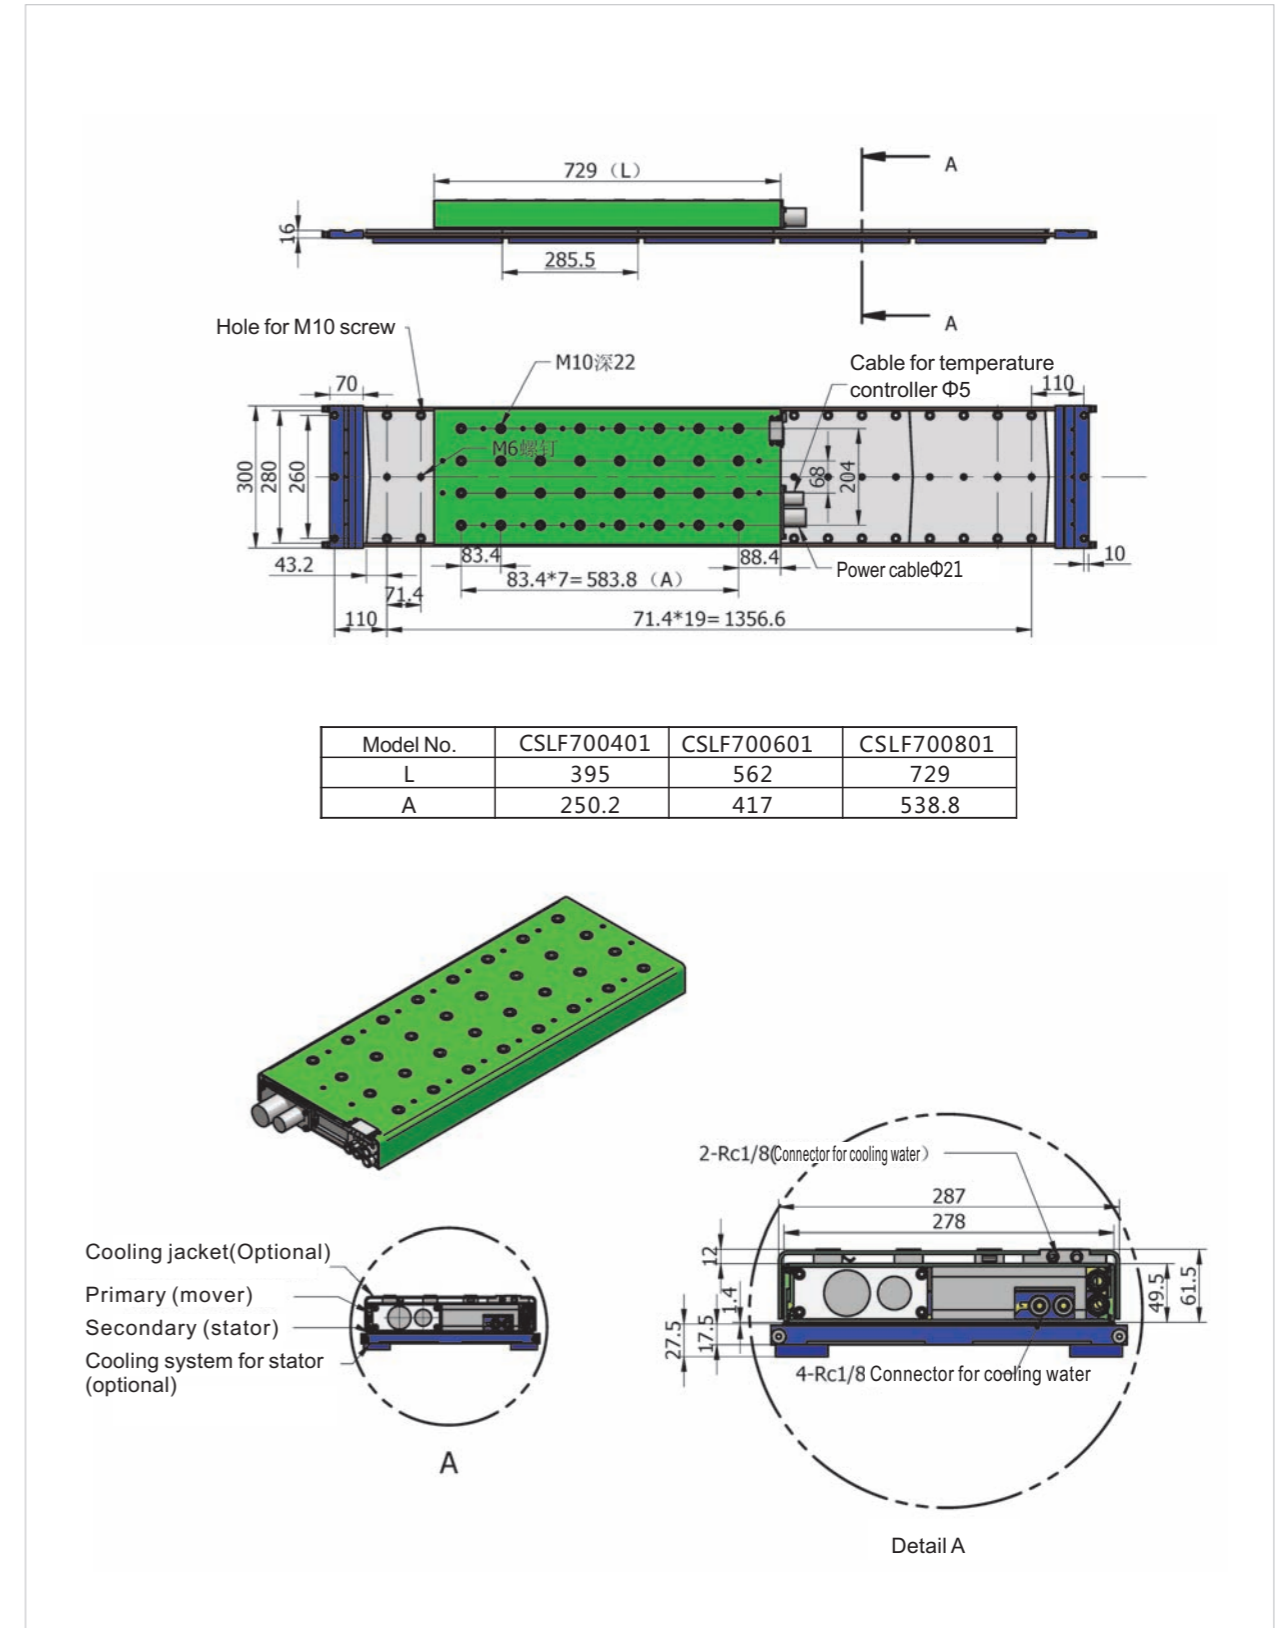 729（L）
A
16
285.5
A
Hole for M10 screw
M10深22
Cable for temperature
controller Φ5
70
110
M6螺钉
300
280
260
68
204
43.2
83.4
88.4
10
83.4*7=583.8（A）
Power cableΦ21
71.4
110
71.4*19=1356.6
Model No. CSLF700401 CSLF700601 CSLF700801
L 395 562 729
A 250.2 417 538.8
2-Rc1/8(Connector for cooling water）
287
278
12
1.4
49.5
61.5
27.5
17.5
4-Rc1/8 Connector for cooling water
Cooling jacket(Optional)
Primary (mover)
Secondary (stator)
Cooling system for stator
(optional)
A
Detail A